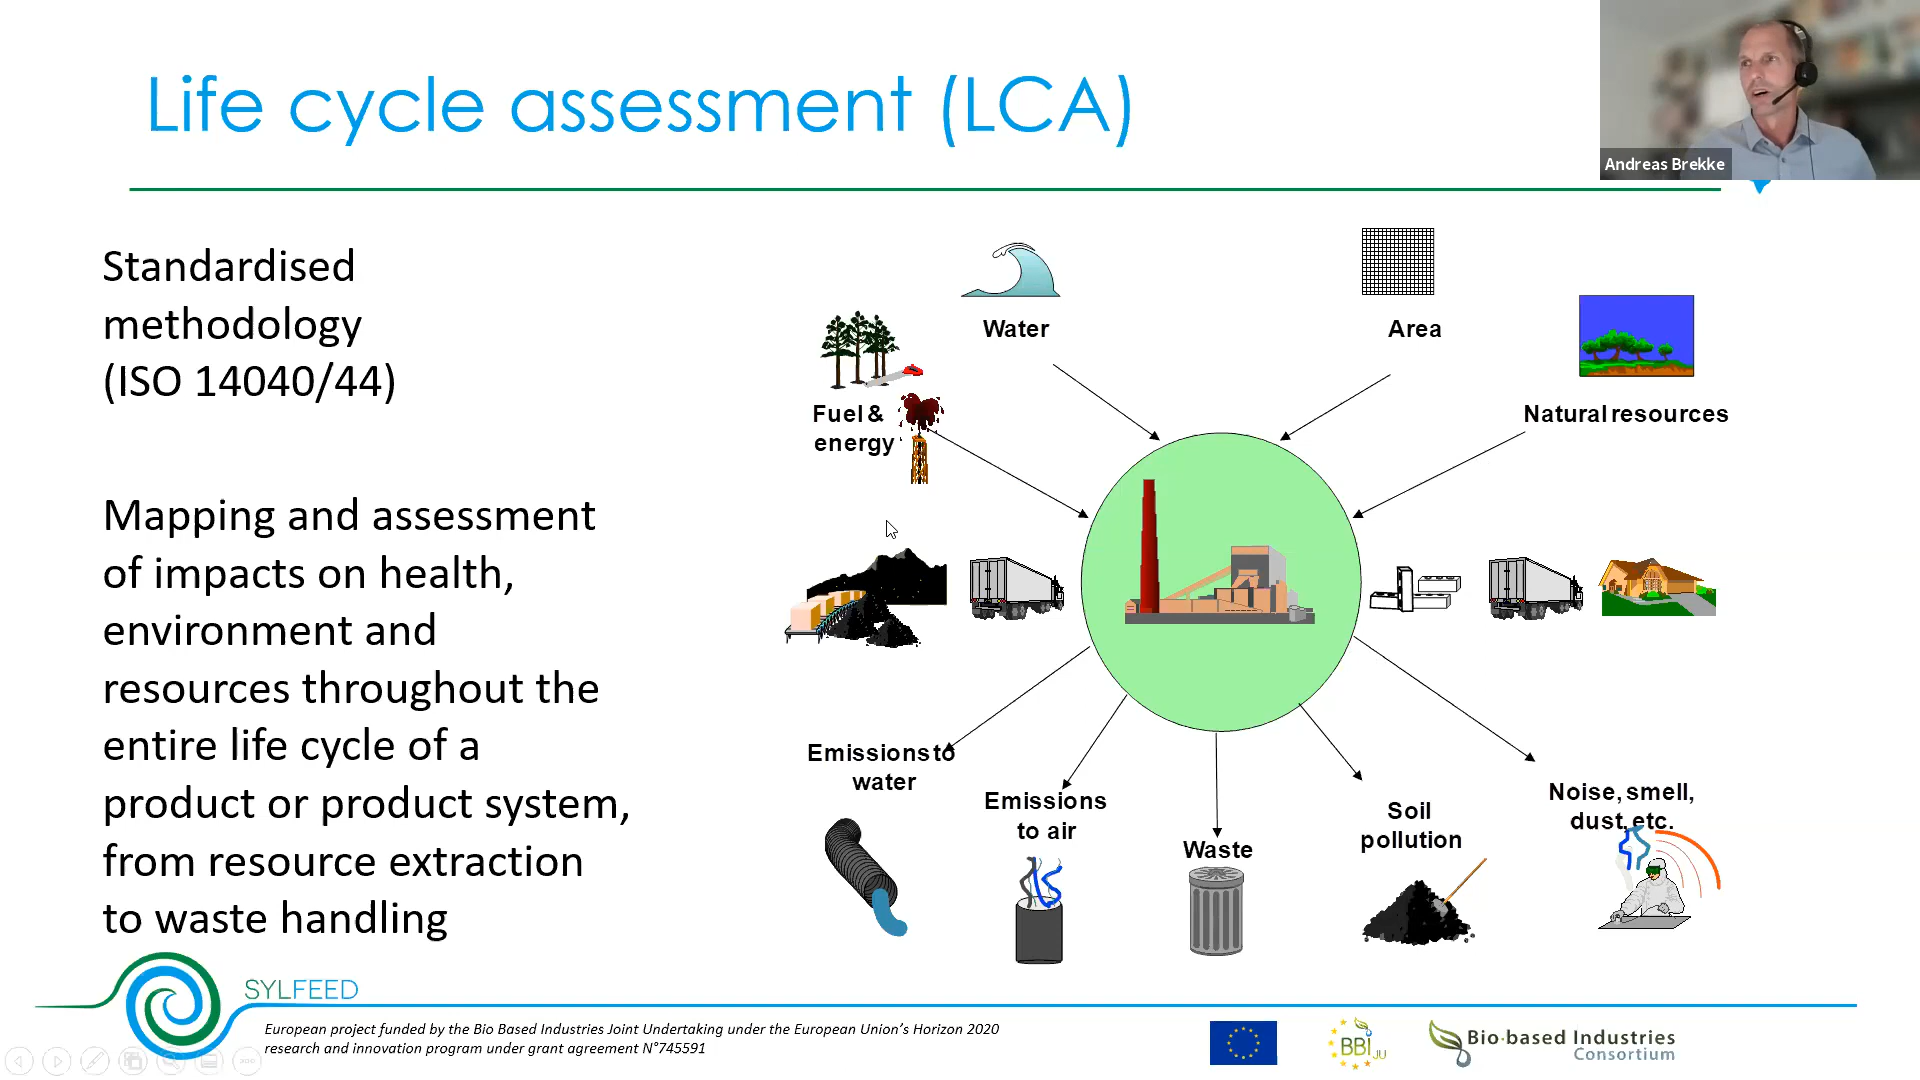 Life cycle assessment (LCA)
Andreas Brekke
Standardised
methodology
(ISO 14040/44)
Mapping and assessment
of impacts on health,
environment and
resources throughout the
entire life cycle of a
product or product system,
from resource extraction
to waste handling
Water
Area
Fuel &
energy
Natural resources
Emissions to
water
Emissions
to air
Waste
Soil
pollution
Noise, smell,
dust, etc.
SYLFEED
European project funded by the Bio Based Industries Joint Undertaking under the European Union's Horizon 2020
research and innovation program under grant agreement N°745591
BBI JU
Bio-based Industries
Consortium